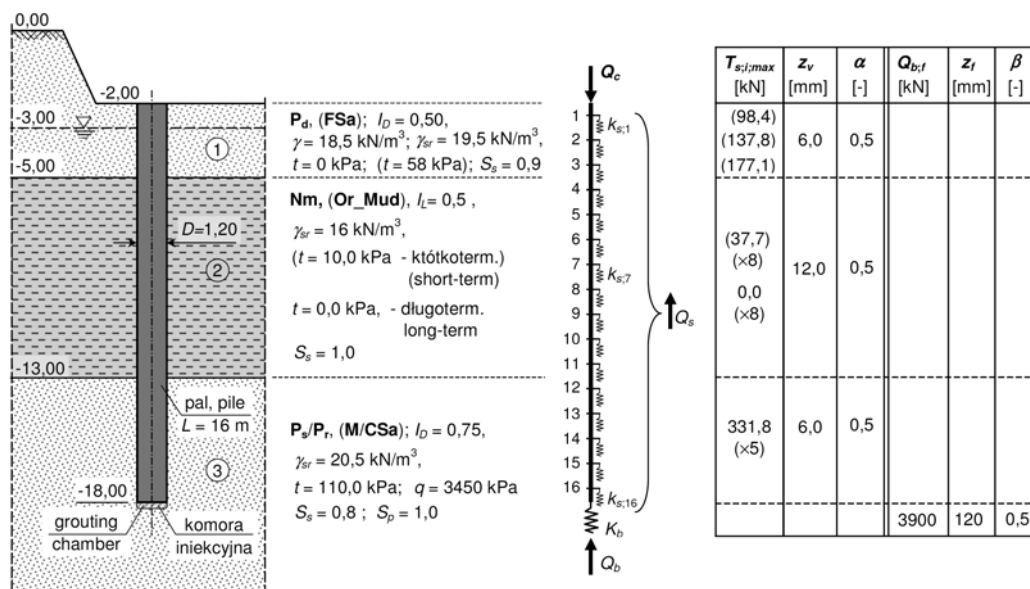 0,00
-2,00
-3,00
1
-5,00
D=1,20
2
-13,00
pal, pile
L = 16 m
3
-18,00
grouting
chamber
komora
iniekcyjna
P_d, (FSa); I_D = 0,50,
γ = 18,5 kN/m³; γ_sr = 19,5 kN/m³,
t = 0 kPa; (t = 58 kPa); S_s = 0,9
Nm, (Or_Mud), I_L= 0,5 ,
γ_sr = 16 kN/m³,
(t = 10,0 kPa - któtkoterm.)
(short-term)
t = 0,0 kPa, - długoterm.
long-term
S_s = 1,0
P_s/P_r, (M/CSa); I_D = 0,75,
γ_sr = 20,5 kN/m³,
t = 110,0 kPa; q = 3450 kPa
S_s = 0,8 ; S_p = 1,0
Q_c
1
k_s;1
2
3
4
5
6
7
k_s;7
8
9
10
11
12
13
14
15
16
k_s;16
K_b
Q_b
Q_s
T_s;i;max z_v α Q_b;f z_f β
[kN] [mm] [-] [kN] [mm] [-]
(98,4)
(137,8) 6,0 0,5
(177,1)
(37,7)
(×8)
12,0 0,5
0,0
(×8)
331,8 6,0 0,5
(×5)
3900 120 0,5